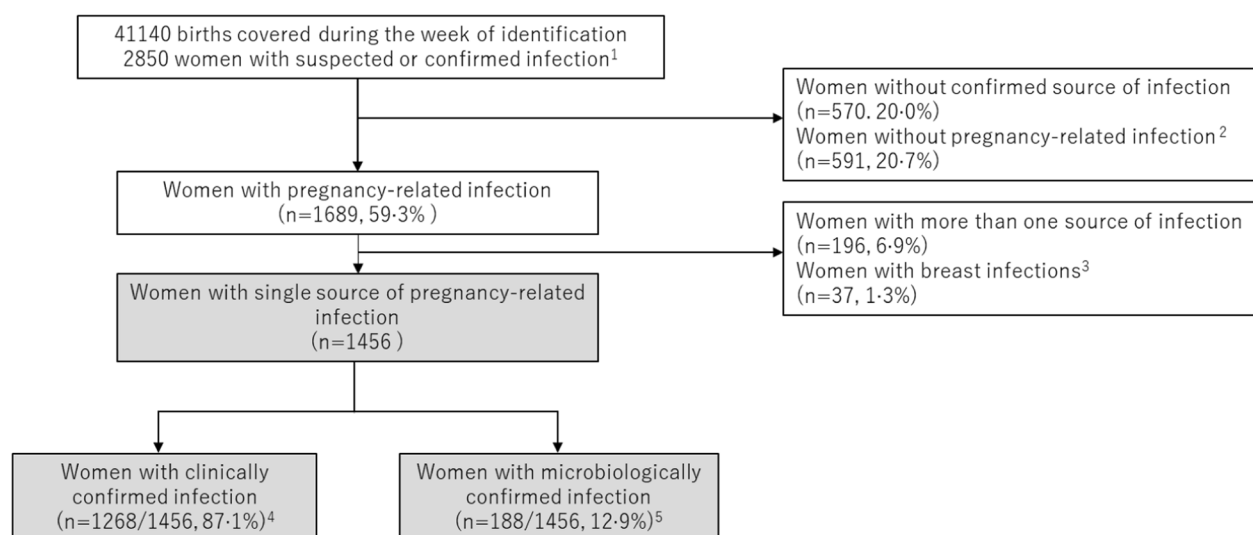 41140 births covered during the week of identification
2850 women with suspected or confirmed infection¹
Women without confirmed source of infection
(n=570. 20·0%)
Women without pregnancy-related infection²
(n=591, 20·7%)
Women with pregnancy-related infection
(n=1689, 59·3% )
Women with more than one source of infection
(n=196, 6·9%)
Women with breast infections³
(n=37, 1·3%)
Women with single source of pregnancy-related
infection
(n=1456 )
Women with clinically
confirmed infection
(n=1268/1456, 87·1%)⁴
Women with microbiologically
confirmed infection
(n=188/1456, 12·9%)⁵